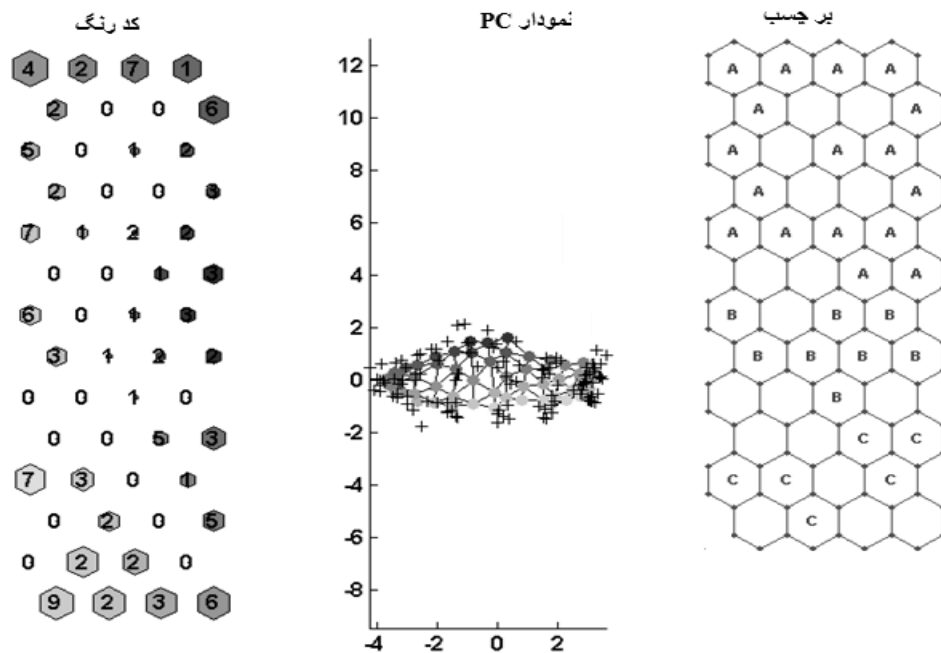 کد رنگ
4 2 7 1
2 0 0 6
5 0 1 2
2 0 0 3
7 1 2 2
0 0 1 3
6 0 1 3
3 1 2 2
0 0 1 0
0 0 5 3
7 3 0 1
0 2 0 5
0 2 2 0
9 2 3 6
نمودار PC
12
10
8
6
4
2
0
-2
-4
-6
-8
-4 -2 0 2
بر چسب
A A A A
A A
A A A
A A
A A A A
A A
B B B
B B B B
B
C C
C C C
C